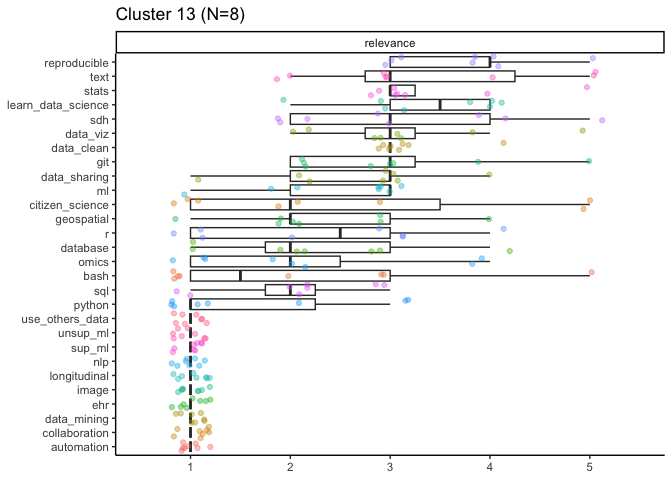 Cluster 13 (N=8)
relevance
reproducible
text
stats
learn_data_science
sdh
data_viz
data_clean
git
data_sharing
ml
citizen_science
geospatial
r
database
omics
bash
sql
python
use_others_data
unsup_ml
sup_ml
nlp
longitudinal
image
ehr
data_mining
collaboration
automation
1 2 3 4 5